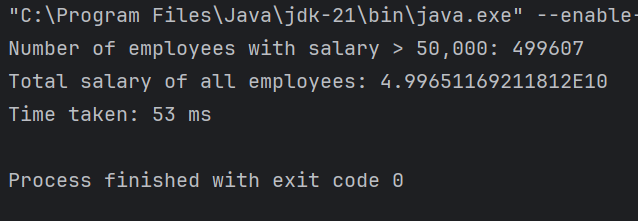 "C:\Program Files\Java\jdk-21\bin\java.exe" --enable-
Number of employees with salary > 50,000: 499607
Total salary of all employees: 4.99651169211812E10
Time taken: 53 ms
Process finished with exit code 0